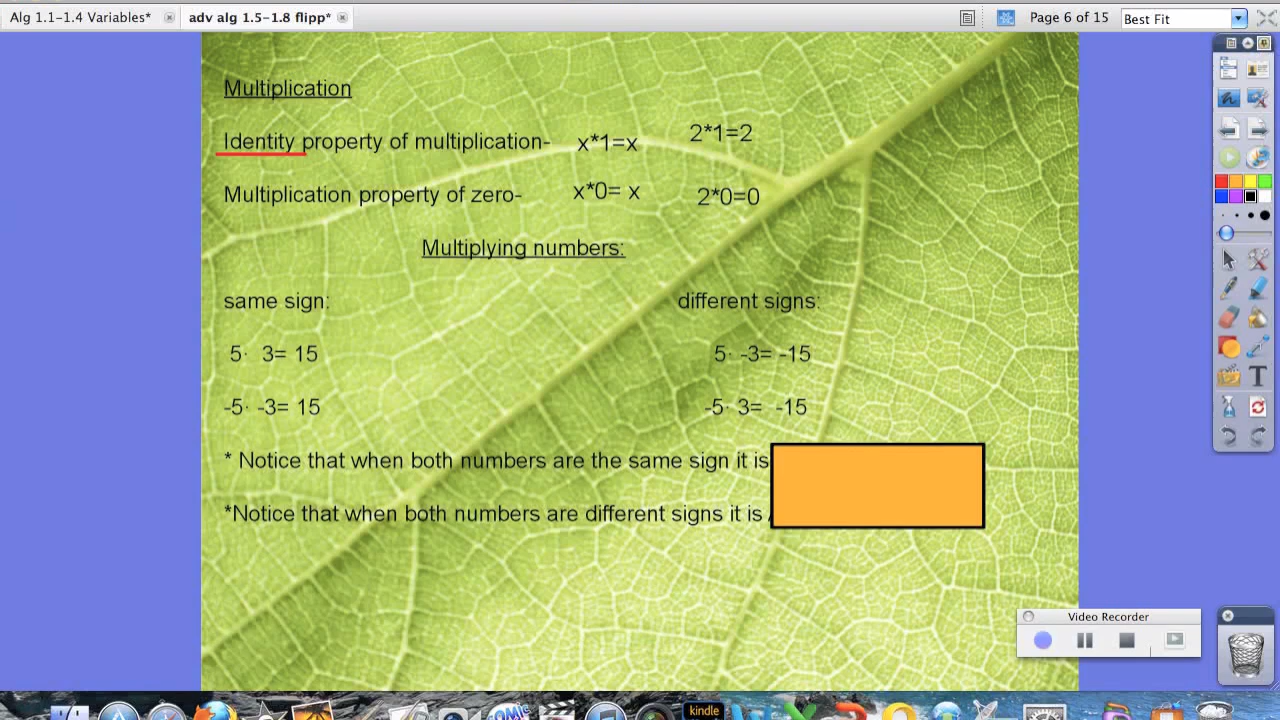 Alg 1.1-1.4 Variables*
adv alg 1.5-1.8 flipp*
Page 6 of 15
Best Fit
Multiplication
Identity property of multiplication- x*1=x 2*1=2
Multiplication property of zero- x*0= x 2*0=0
Multiplying numbers:
same sign: different signs:
5· 3= 15 5· -3= -15
-5· -3= 15 -5· 3= -15
* Notice that when both numbers are the same sign it is
*Notice that when both numbers are different signs it is
Video Recorder
COMIC
kindle